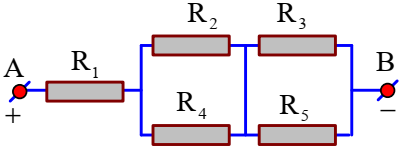 R₂ R₃
A R₁ B
+ −
R₄ R₅